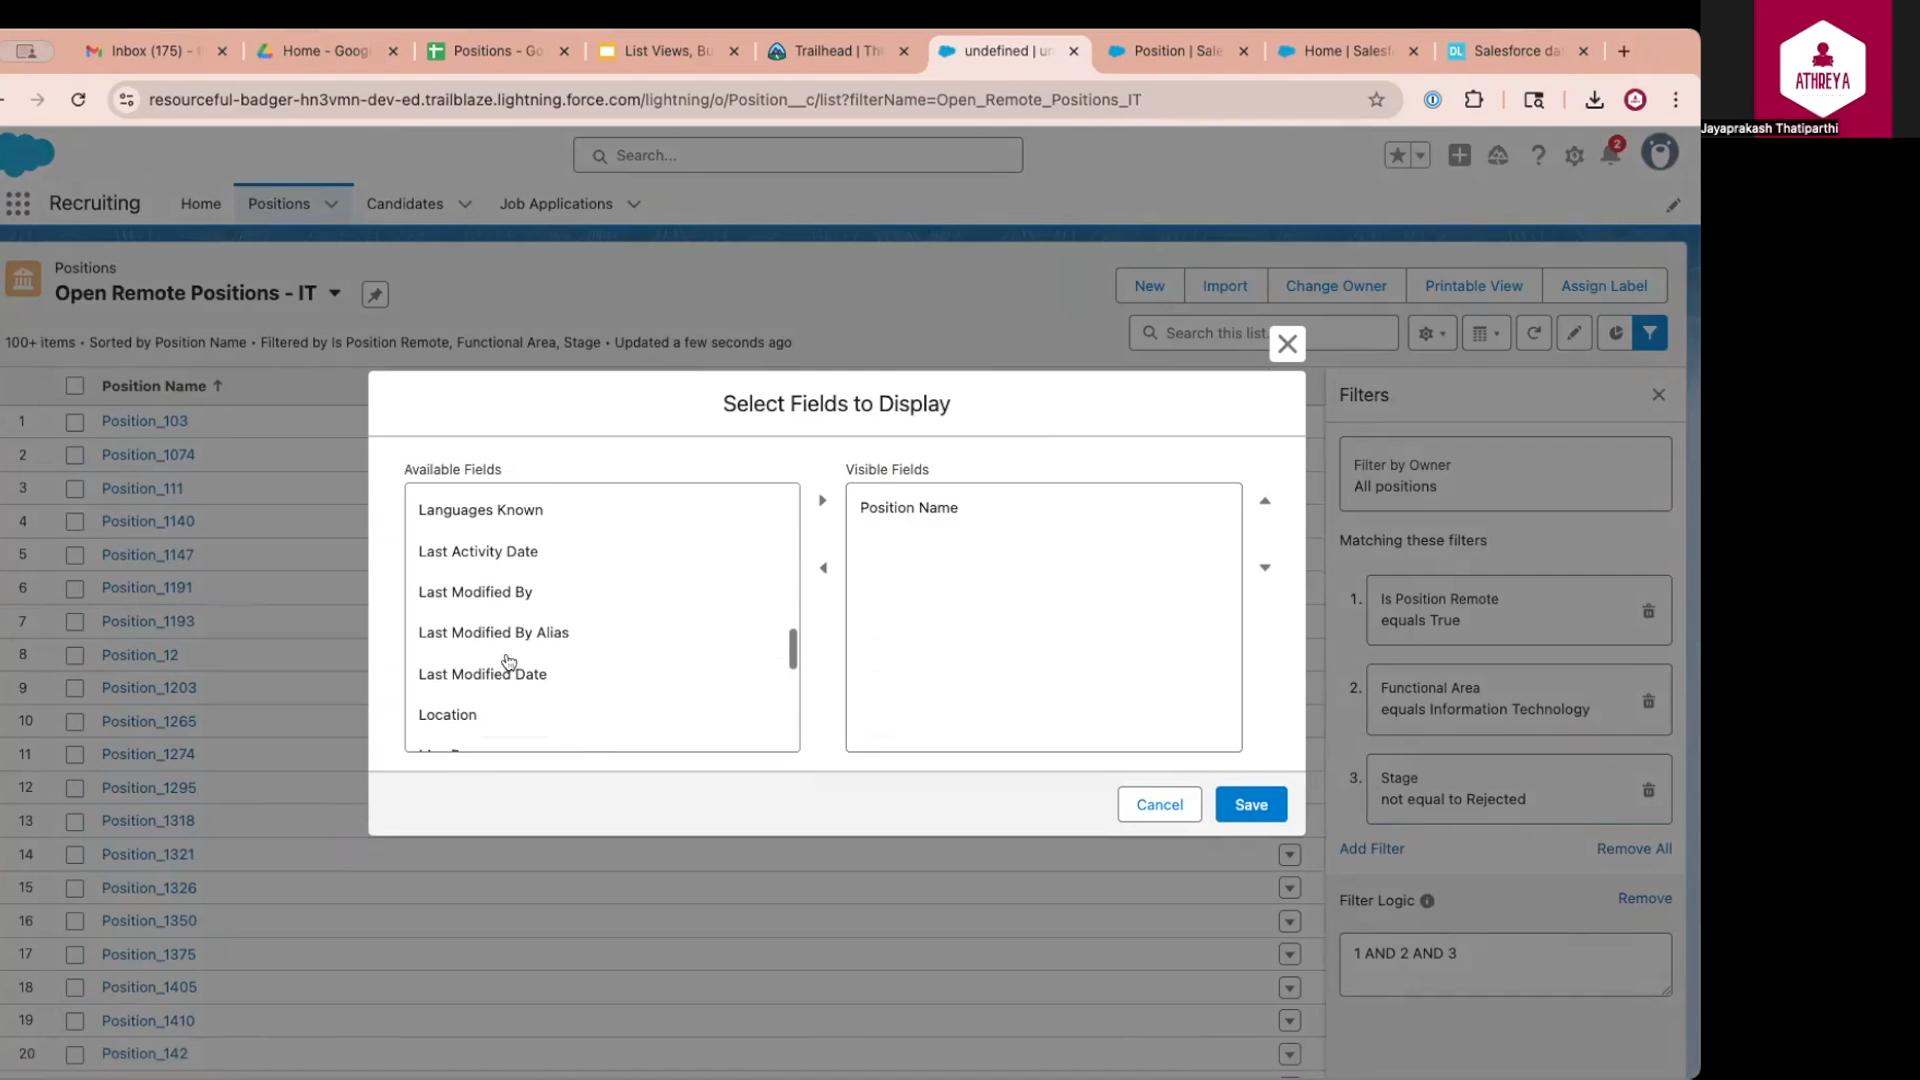 Inbox (175) -
Home - Goog
Positions - Go
List Views, Bu
Trailhead | Th
undefined | un
Position | Sale
Home | Salesf
DL
Salesforce da
resourceful-badger-hn3vmn-dev-ed.trailblaze.lightning.force.com/lightning/o/Position__c/list?filterName=Open_Remote_Positions_IT
ATHREYA
Jayaprakash Thatiparthi
Search...
2
Recruiting
Home
Positions
Candidates
Job Applications
Positions
Open Remote Positions - IT
New
Import
Change Owner
Printable View
Assign Label
100+ items • Sorted by Position Name • Filtered by Is Position Remote, Functional Area, Stage • Updated a few seconds ago
Search this list
Position Name
1 Position_103
2 Position_1074
3 Position_111
4 Position_1140
5 Position_1147
6 Position_1191
7 Position_1193
8 Position_12
9 Position_1203
10 Position_1265
11 Position_1274
12 Position_1295
13 Position_1318
14 Position_1321
15 Position_1326
16 Position_1350
17 Position_1375
18 Position_1405
19 Position_1410
20 Position_142
Select Fields to Display
Available Fields
Languages Known
Last Activity Date
Last Modified By
Last Modified By Alias
Last Modified Date
Location
Visible Fields
Position Name
Cancel
Save
Filters
Filter by Owner
All positions
Matching these filters
1. Is Position Remote
equals True
2. Functional Area
equals Information Technology
3. Stage
not equal to Rejected
Add Filter
Remove All
Filter Logic
Remove
1 AND 2 AND 3